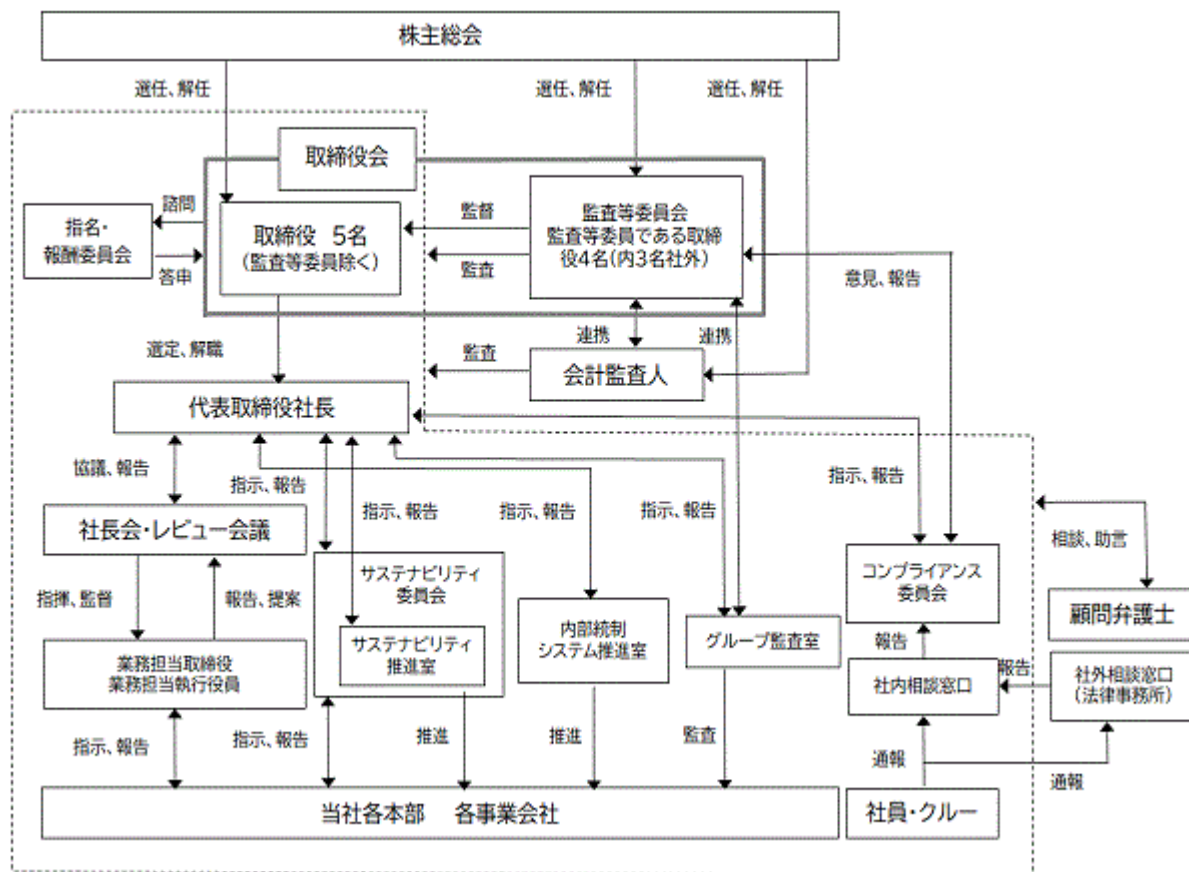 株主総会
選任、解任
選任、解任
選任、解任
取締役会
諮問
指名・
報酬委員会
答申
取締役 5名
(監査等委員除く)
監督
監査
監査等委員会
監査等委員である取締
役4名(内3名社外)
意見、報告
連携
連携
選定、解職
監査
会計監査人
代表取締役社長
協議、報告
指示、報告
指示、報告
指示、報告
指示、報告
指示、報告
相談、助言
社長会・レビュー会議
サステナビリティ
委員会
コンプライアンス
委員会
指揮、監督
報告、提案
顧問弁護士
サステナビリティ
推進室
内部統制
システム推進室
グループ監査室
報告
業務担当取締役
業務担当執行役員
社内相談窓口
報告
社外相談窓口
(法律事務所)
指示、報告
指示、報告
推進
推進
監査
通報
通報
当社各本部 各事業会社
社員・クルー